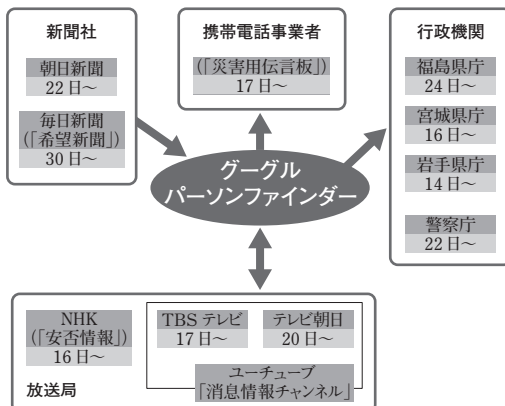 新聞社
朝日新聞
22日〜
毎日新聞
(「希望新聞」)
30日〜
携帯電話事業者
(「災害用伝言板」)
17日〜
行政機関
福島県庁
24日〜
宮城県庁
16日〜
岩手県庁
14日〜
警察庁
22日〜
グーグル
パーソンファインダー
NHK
(「安否情報」)
16日〜
TBSテレビ
17日〜
テレビ朝日
20日〜
ユーチューブ
「消息情報チャンネル」
放送局